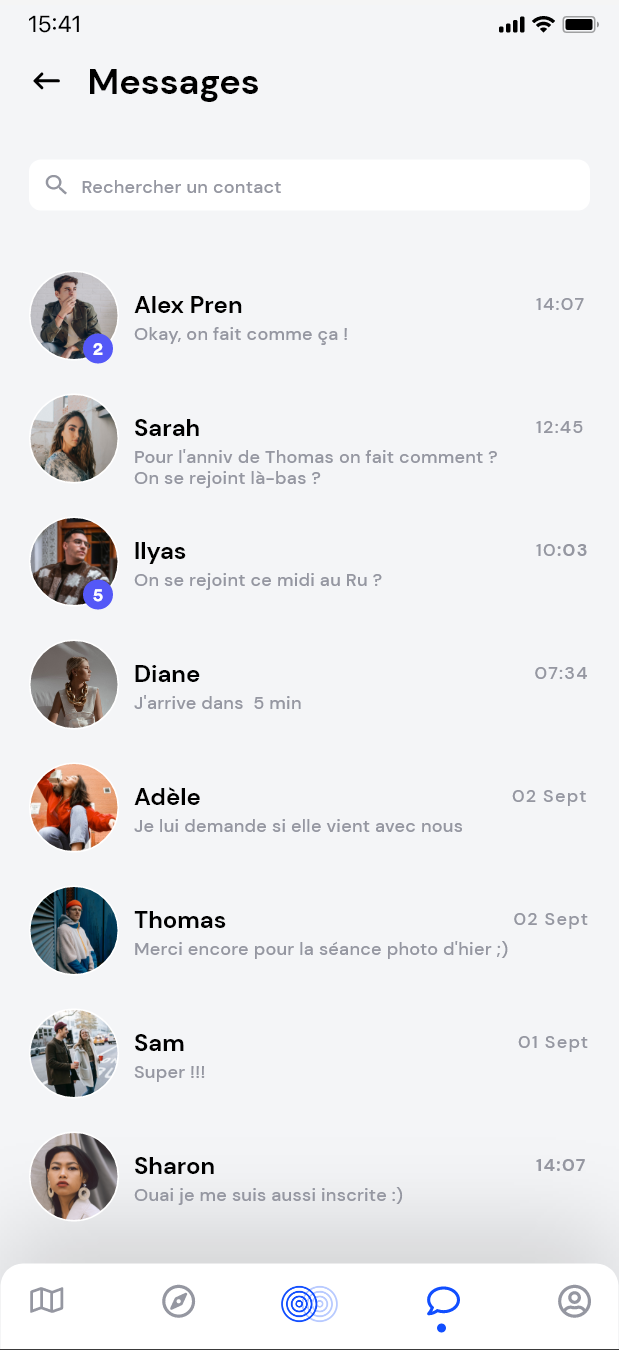 15:41
Messages
Rechercher un contact
Alex Pren
14:07
Okay, on fait comme ça !
2
Sarah
12:45
Pour l'anniv de Thomas on fait comment ?
On se rejoint là-bas ?
Ilyas
10:03
On se rejoint ce midi au Ru ?
5
Diane
07:34
J'arrive dans  5 min
Adèle
02 Sept
Je lui demande si elle vient avec nous
Thomas
02 Sept
Merci encore pour la séance photo d'hier ;)
Sam
01 Sept
Super !!!
Sharon
14:07
Ouai je me suis aussi inscrite :)